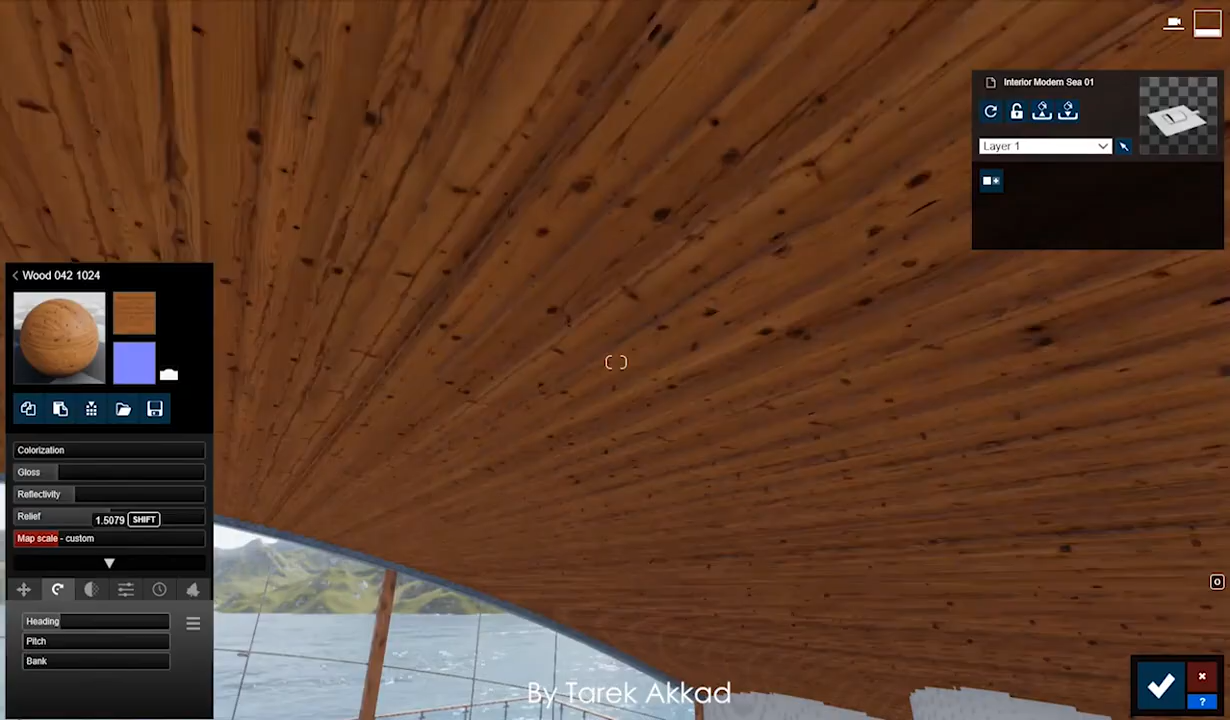 Interior Modern Sea 01
Layer 1
Wood 042 1024
Colorization
Gloss
Reflectivity
Relief
1.5079 SHIFT
Map scale - custom
Heading
Pitch
Bank
By Tarek Akkad